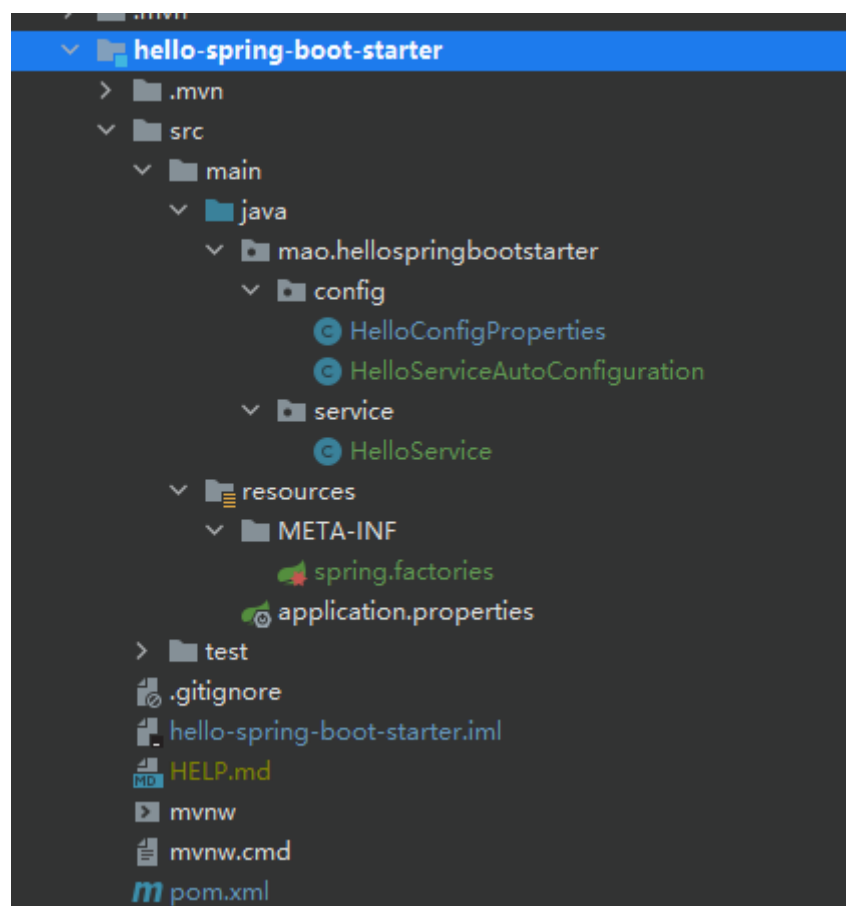 .mvn
hello-spring-boot-starter
.mvn
src
main
java
mao.hellospringbootstarter
config
HelloConfigProperties
HelloServiceAutoConfiguration
service
HelloService
resources
META-INF
spring.factories
application.properties
test
.gitignore
hello-spring-boot-starter.iml
HELP.md
mvnw
mvnw.cmd
pom.xml